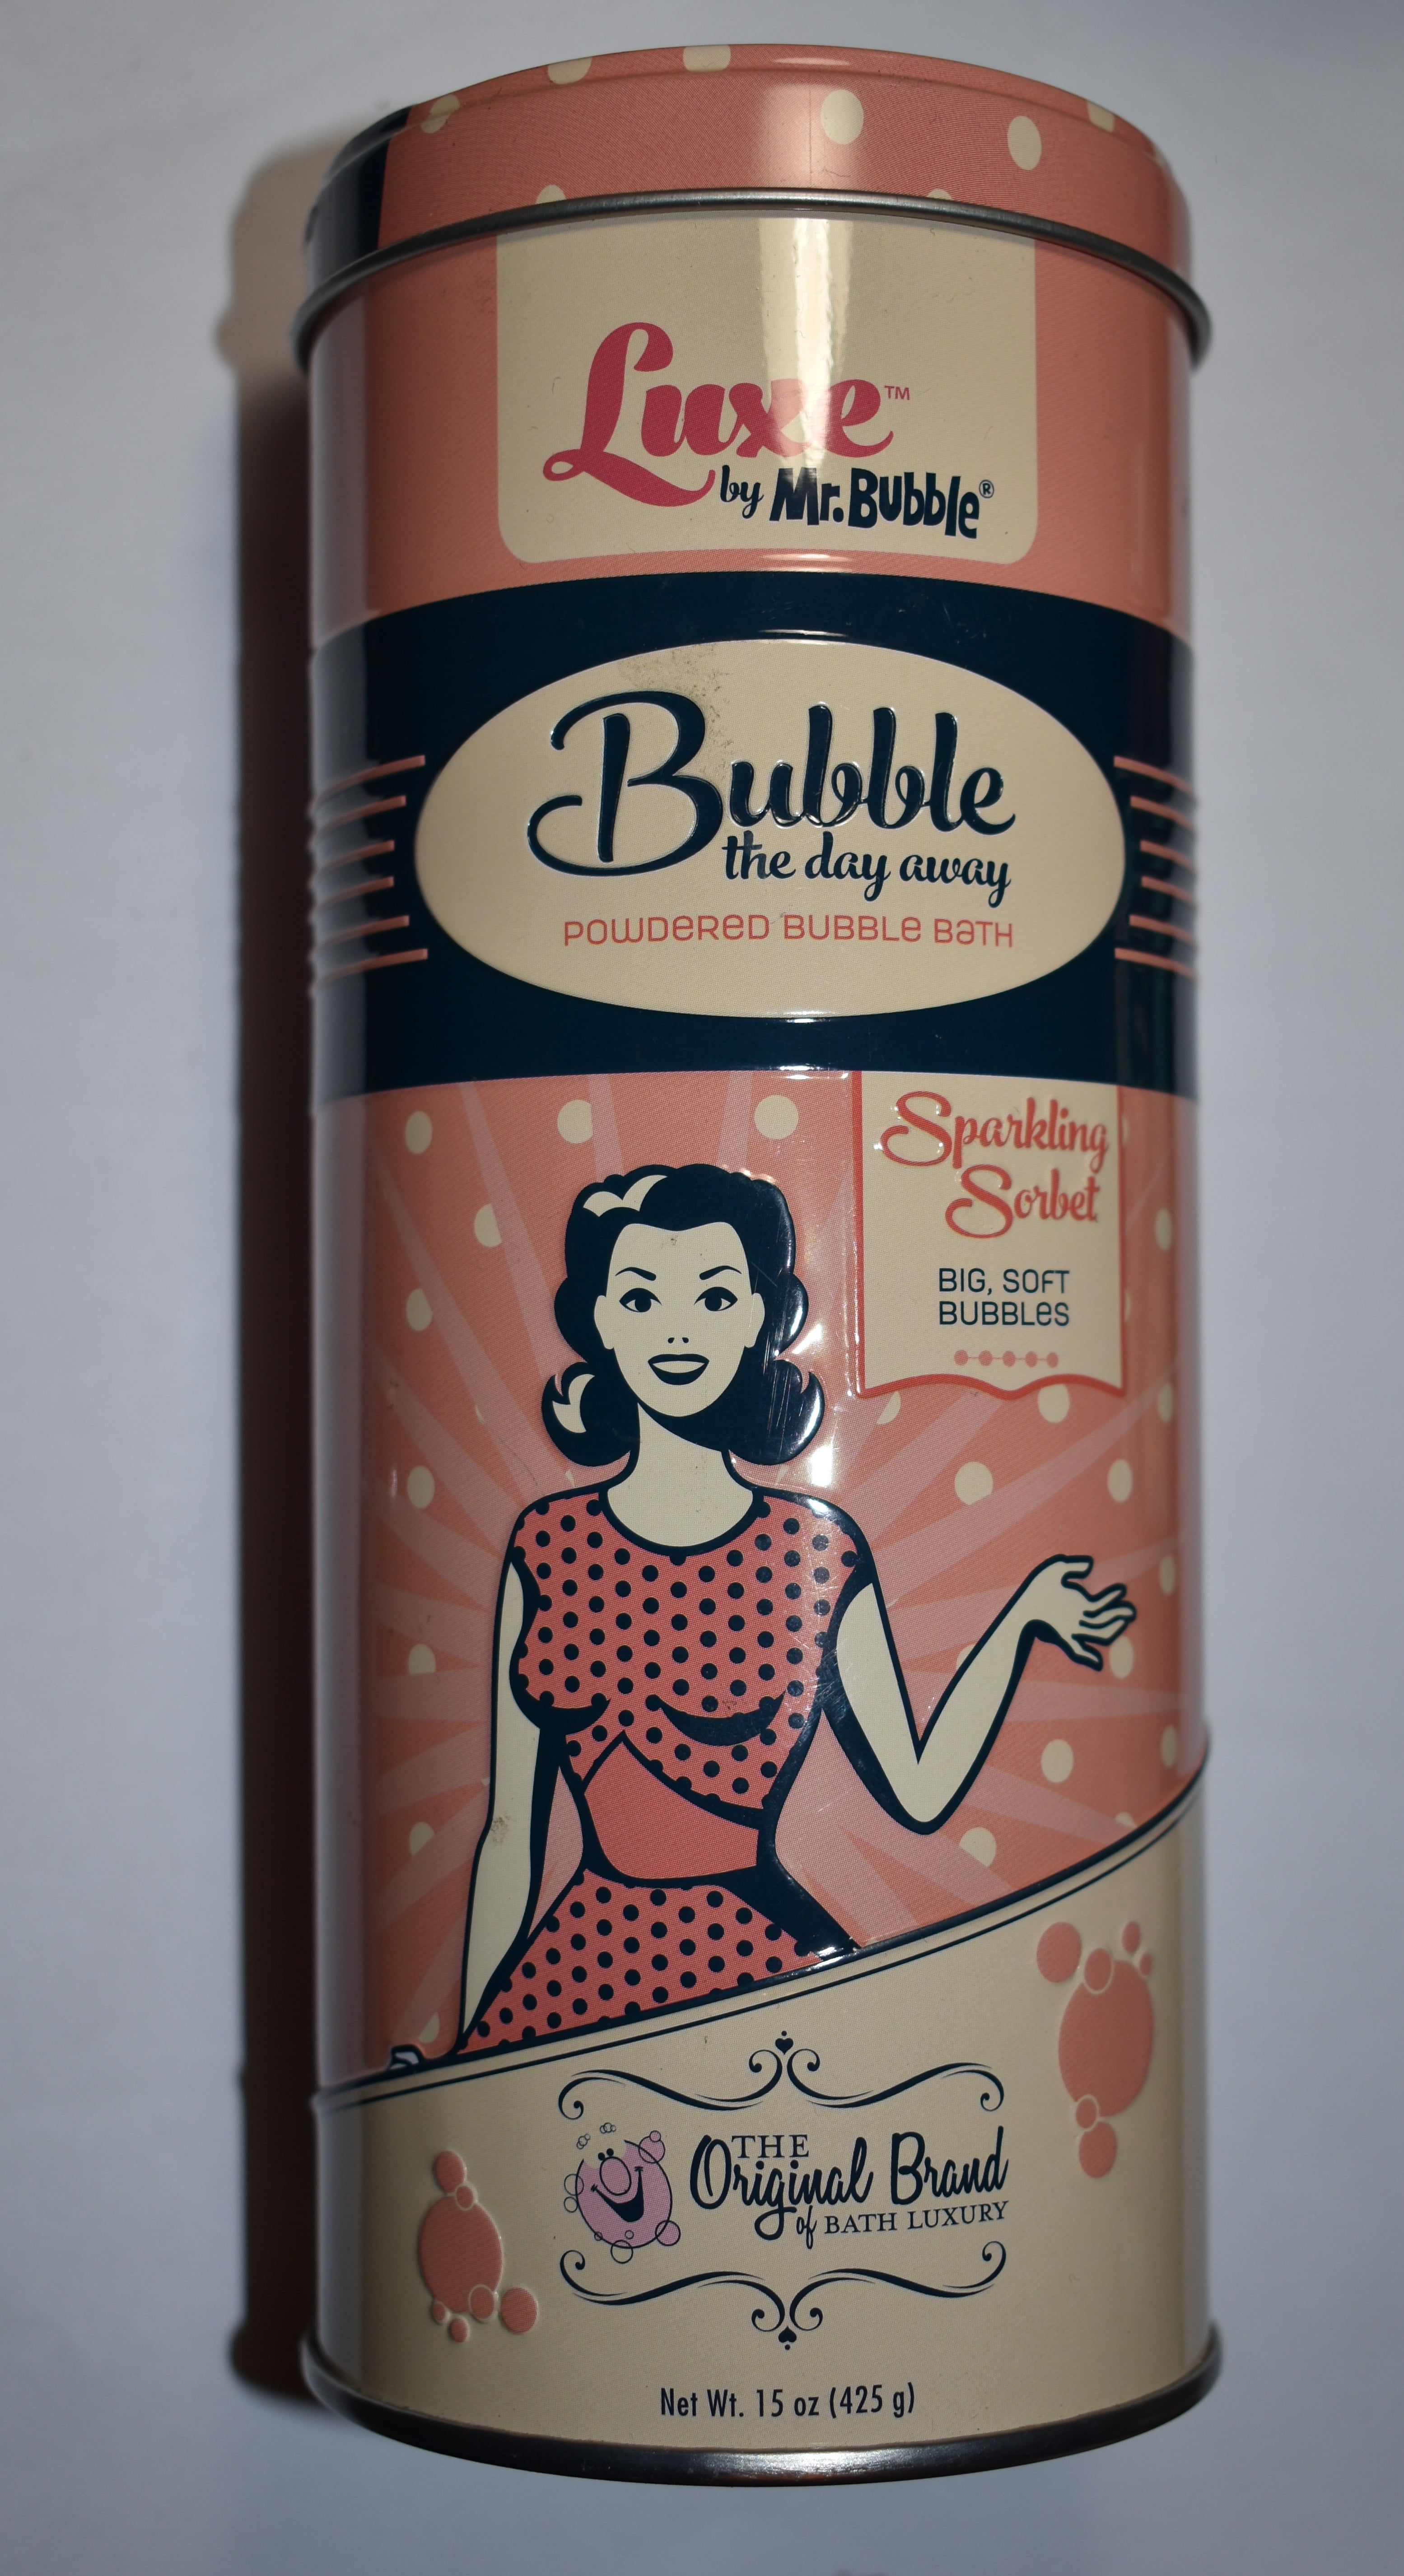 Luxe™
by Mr. Bubble®
Bubble
the day away
POWDERED BUBBLE BATH
Sparkling
Sorbet
BIG, SOFT
BUBBLES
THE
Original Brand
of BATH LUXURY
Net Wt. 15 oz (425 g)